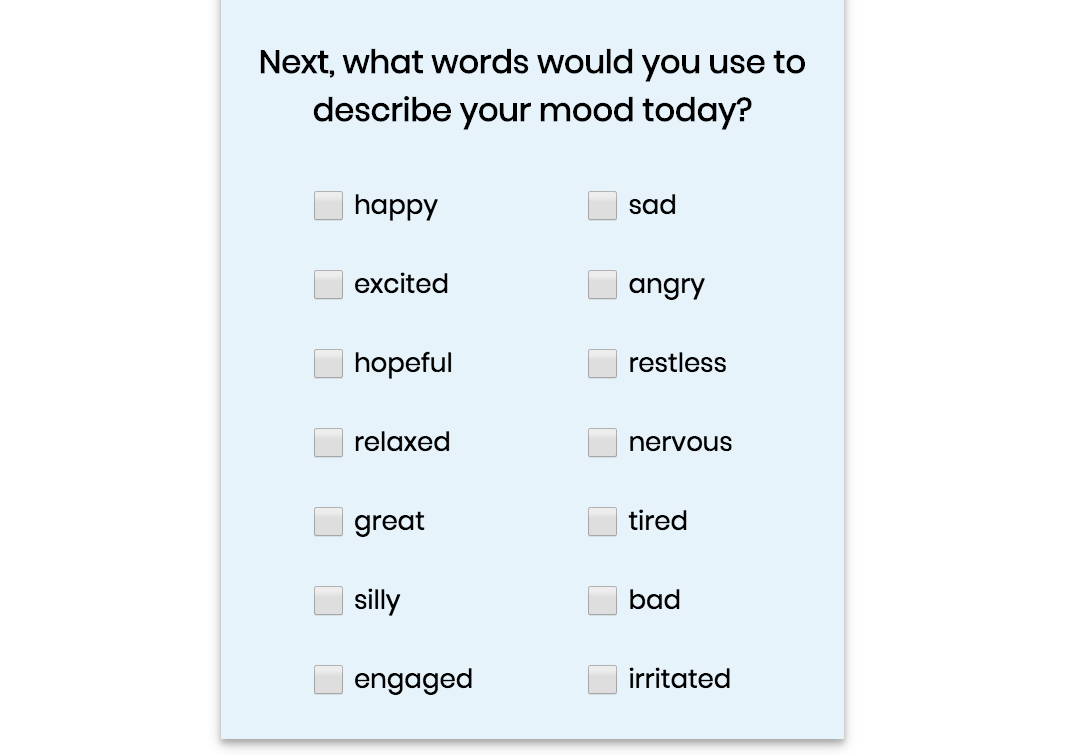 Next, what words would you use to
describe your mood today?
happy
sad
excited
angry
hopeful
restless
relaxed
nervous
great
tired
silly
bad
engaged
irritated